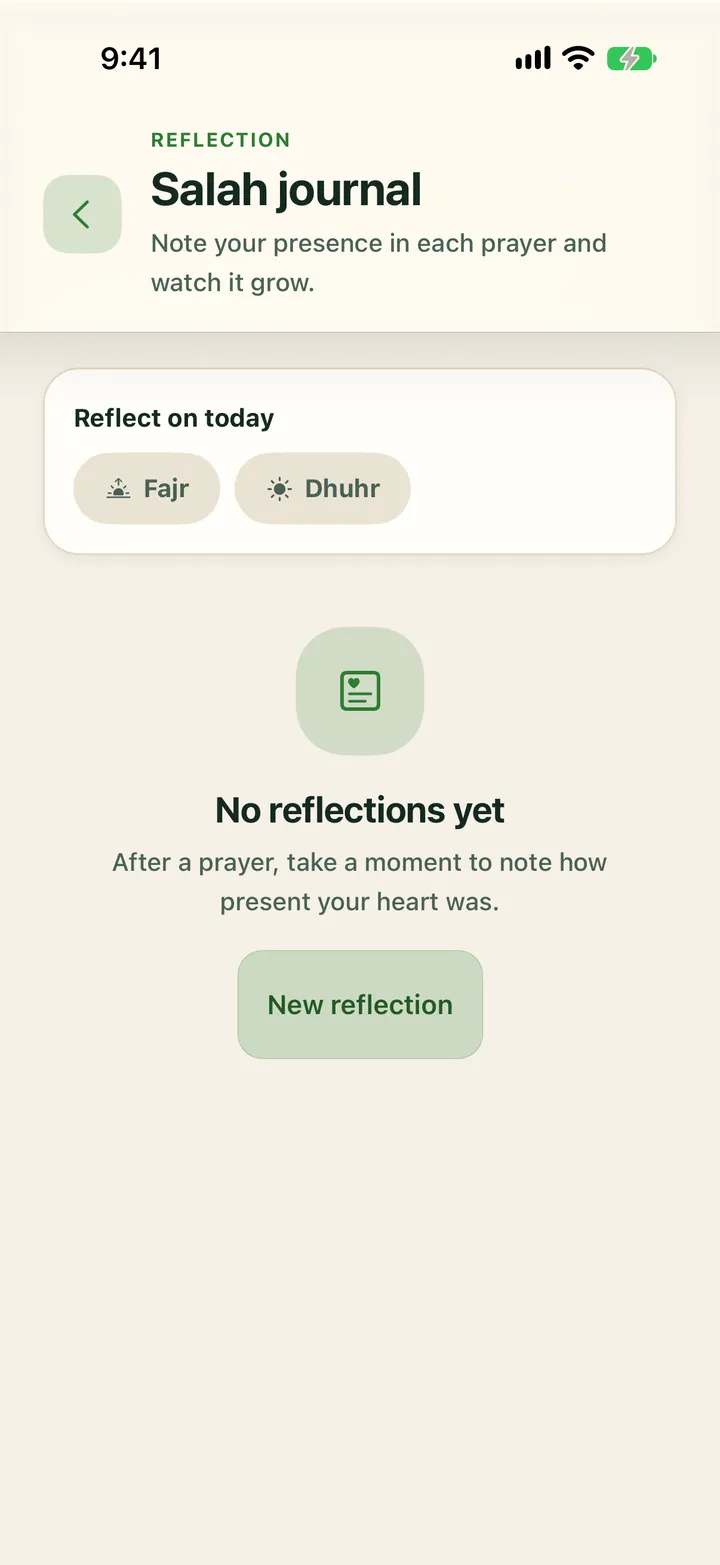 9:41
REFLECTION
Salah journal
Note your presence in each prayer and
watch it grow.
Reflect on today
Fajr
Dhuhr
No reflections yet
After a prayer, take a moment to note how
present your heart was.
New reflection